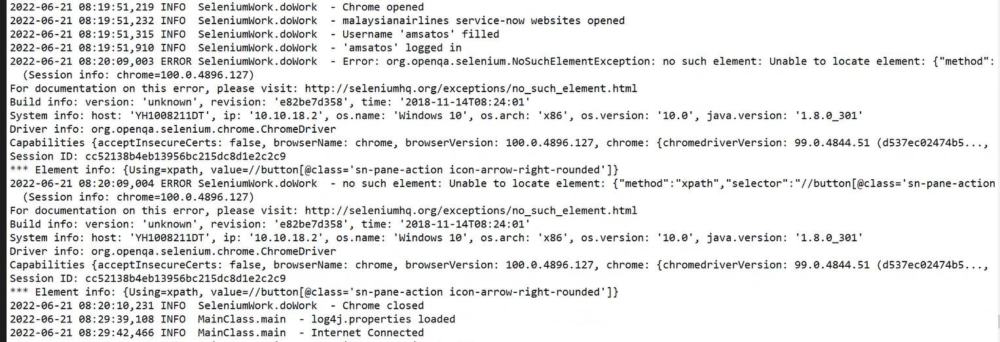 2022-06-21 08:19:51,219 INFO  SeleniumWork.doWork  - Chrome opened
2022-06-21 08:19:51,232 INFO  SeleniumWork.doWork  - malaysianairlines service-now websites opened
2022-06-21 08:19:51,315 INFO  SeleniumWork.doWork  - Username 'amsatos' filled
2022-06-21 08:19:51,910 INFO  SeleniumWork.doWork  - 'amsatos' logged in
2022-06-21 08:20:09,003 ERROR SeleniumWork.doWork  - Error: org.openqa.selenium.NoSuchElementException: no such element: Unable to locate element: {"method":
  (Session info: chrome=100.0.4896.127)
For documentation on this error, please visit: http://seleniumhq.org/exceptions/no_such_element.html
Build info: version: 'unknown', revision: 'e82be7d358', time: '2018-11-14T08:24:01'
System info: host: 'YH1008211DT', ip: '10.10.18.2', os.name: 'Windows 10', os.arch: 'x86', os.version: '10.0', java.version: '1.8.0_301'
Driver info: org.openqa.selenium.chrome.ChromeDriver
Capabilities {acceptInsecureCerts: false, browserName: chrome, browserVersion: 100.0.4896.127, chrome: {chromedriverVersion: 99.0.4844.51 (d537ec02474b5...,
Session ID: cc52138b4eb13956bc215dc8d1e2c2c9
*** Element info: {Using=xpath, value=//button[@class='sn-pane-action icon-arrow-right-rounded']}
2022-06-21 08:20:09,004 ERROR SeleniumWork.doWork  - no such element: Unable to locate element: {"method":"xpath","selector":"//button[@class='sn-pane-action
  (Session info: chrome=100.0.4896.127)
For documentation on this error, please visit: http://seleniumhq.org/exceptions/no_such_element.html
Build info: version: 'unknown', revision: 'e82be7d358', time: '2018-11-14T08:24:01'
System info: host: 'YH1008211DT', ip: '10.10.18.2', os.name: 'Windows 10', os.arch: 'x86', os.version: '10.0', java.version: '1.8.0_301'
Driver info: org.openqa.selenium.chrome.ChromeDriver
Capabilities {acceptInsecureCerts: false, browserName: chrome, browserVersion: 100.0.4896.127, chrome: {chromedriverVersion: 99.0.4844.51 (d537ec02474b5...,
Session ID: cc52138b4eb13956bc215dc8d1e2c2c9
*** Element info: {Using=xpath, value=//button[@class='sn-pane-action icon-arrow-right-rounded']}
2022-06-21 08:20:10,231 INFO  SeleniumWork.doWork  - Chrome closed
2022-06-21 08:29:39,108 INFO  MainClass.main  - log4j.properties loaded
2022-06-21 08:29:42,466 INFO  MainClass.main  - Internet Connected